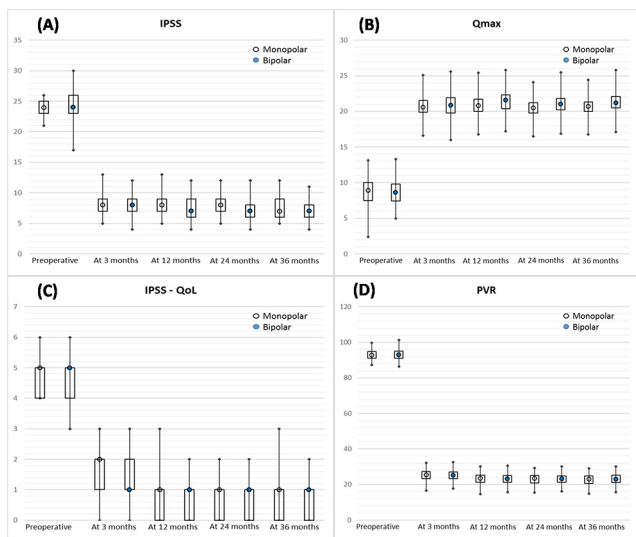 (A)
IPSS
Monopolar
Bipolar
35
30
25
20
15
10
5
0
Preoperative
At 3 months
At 12 months
At 24 months
At 36 months
(B)
Qmax
Monopolar
Bipolar
30
25
20
15
10
5
0
Preoperative
At 3 months
At 12 months
At 24 months
At 36 months
(C)
IPSS - QoL
Monopolar
Bipolar
7
6
5
4
3
2
1
0
Preoperative
At 3 months
At 12 months
At 24 months
At 36 months
(D)
PVR
Monopolar
Bipolar
120
100
80
60
40
20
0
Preoperative
At 3 months
At 12 months
At 24 months
At 36 months